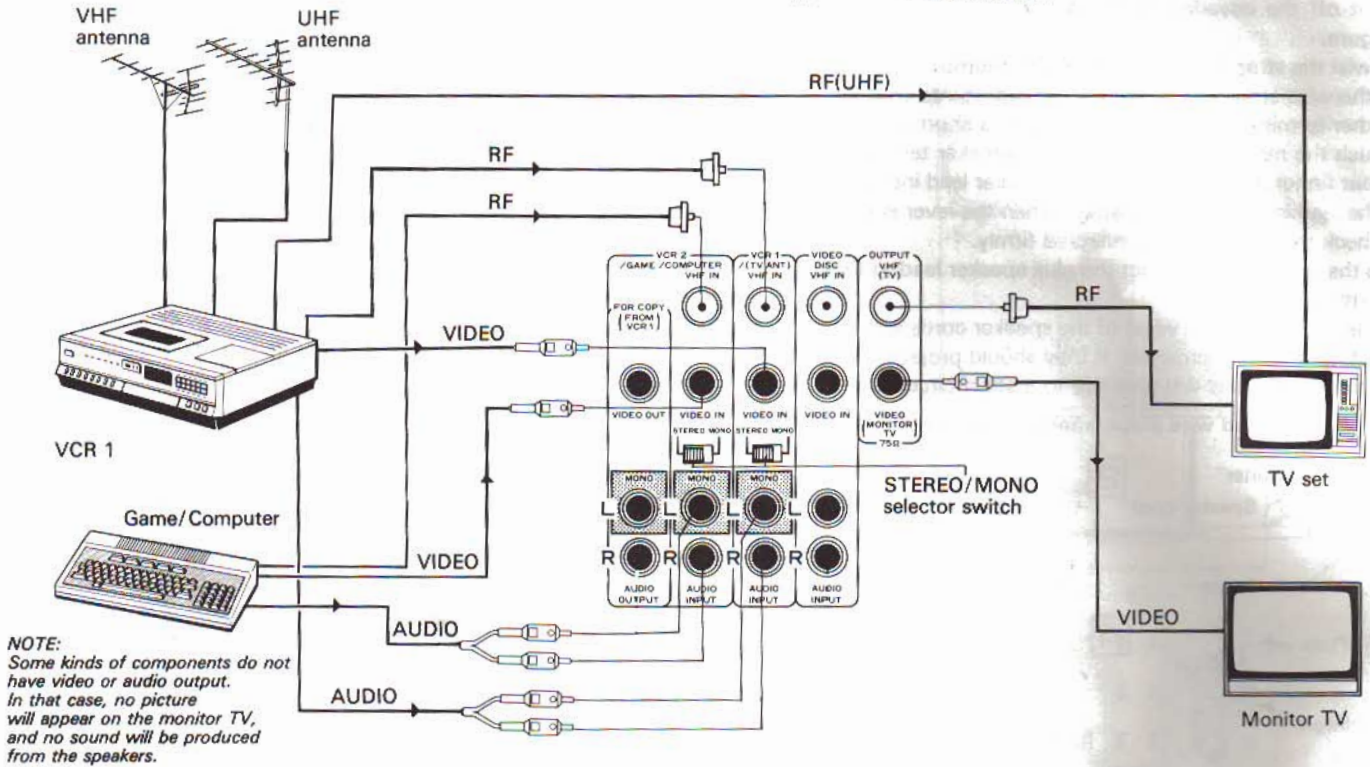 VHF
antenna
UHF
antenna
RF(UHF)
RF
RF
VCR 2
/GAME /COMPUTER
VHF IN
VCR 1
/(TV ANT)
VHF IN
VIDEO
DISC
VHF IN
OUTPUT
VHF
(TV)
FOR COPY
(FROM
VCR 1)
RF
VIDEO
VIDEO OUT
VIDEO IN
VIDEO IN
VIDEO IN
VIDEO
(MONITOR)
TV
75Ω
STEREO MONO
STEREO MONO
VCR 1
MONO
MONO
MONO
L
L
L
L
R
R
R
R
STEREO/MONO
selector switch
TV set
Game/Computer
VIDEO
AUDIO
OUTPUT
AUDIO
INPUT
AUDIO
INPUT
AUDIO
INPUT
VIDEO
AUDIO
AUDIO
Monitor TV
NOTE:
Some kinds of components do not
have video or audio output.
In that case, no picture
will appear on the monitor TV,
and no sound will be produced
from the speakers.